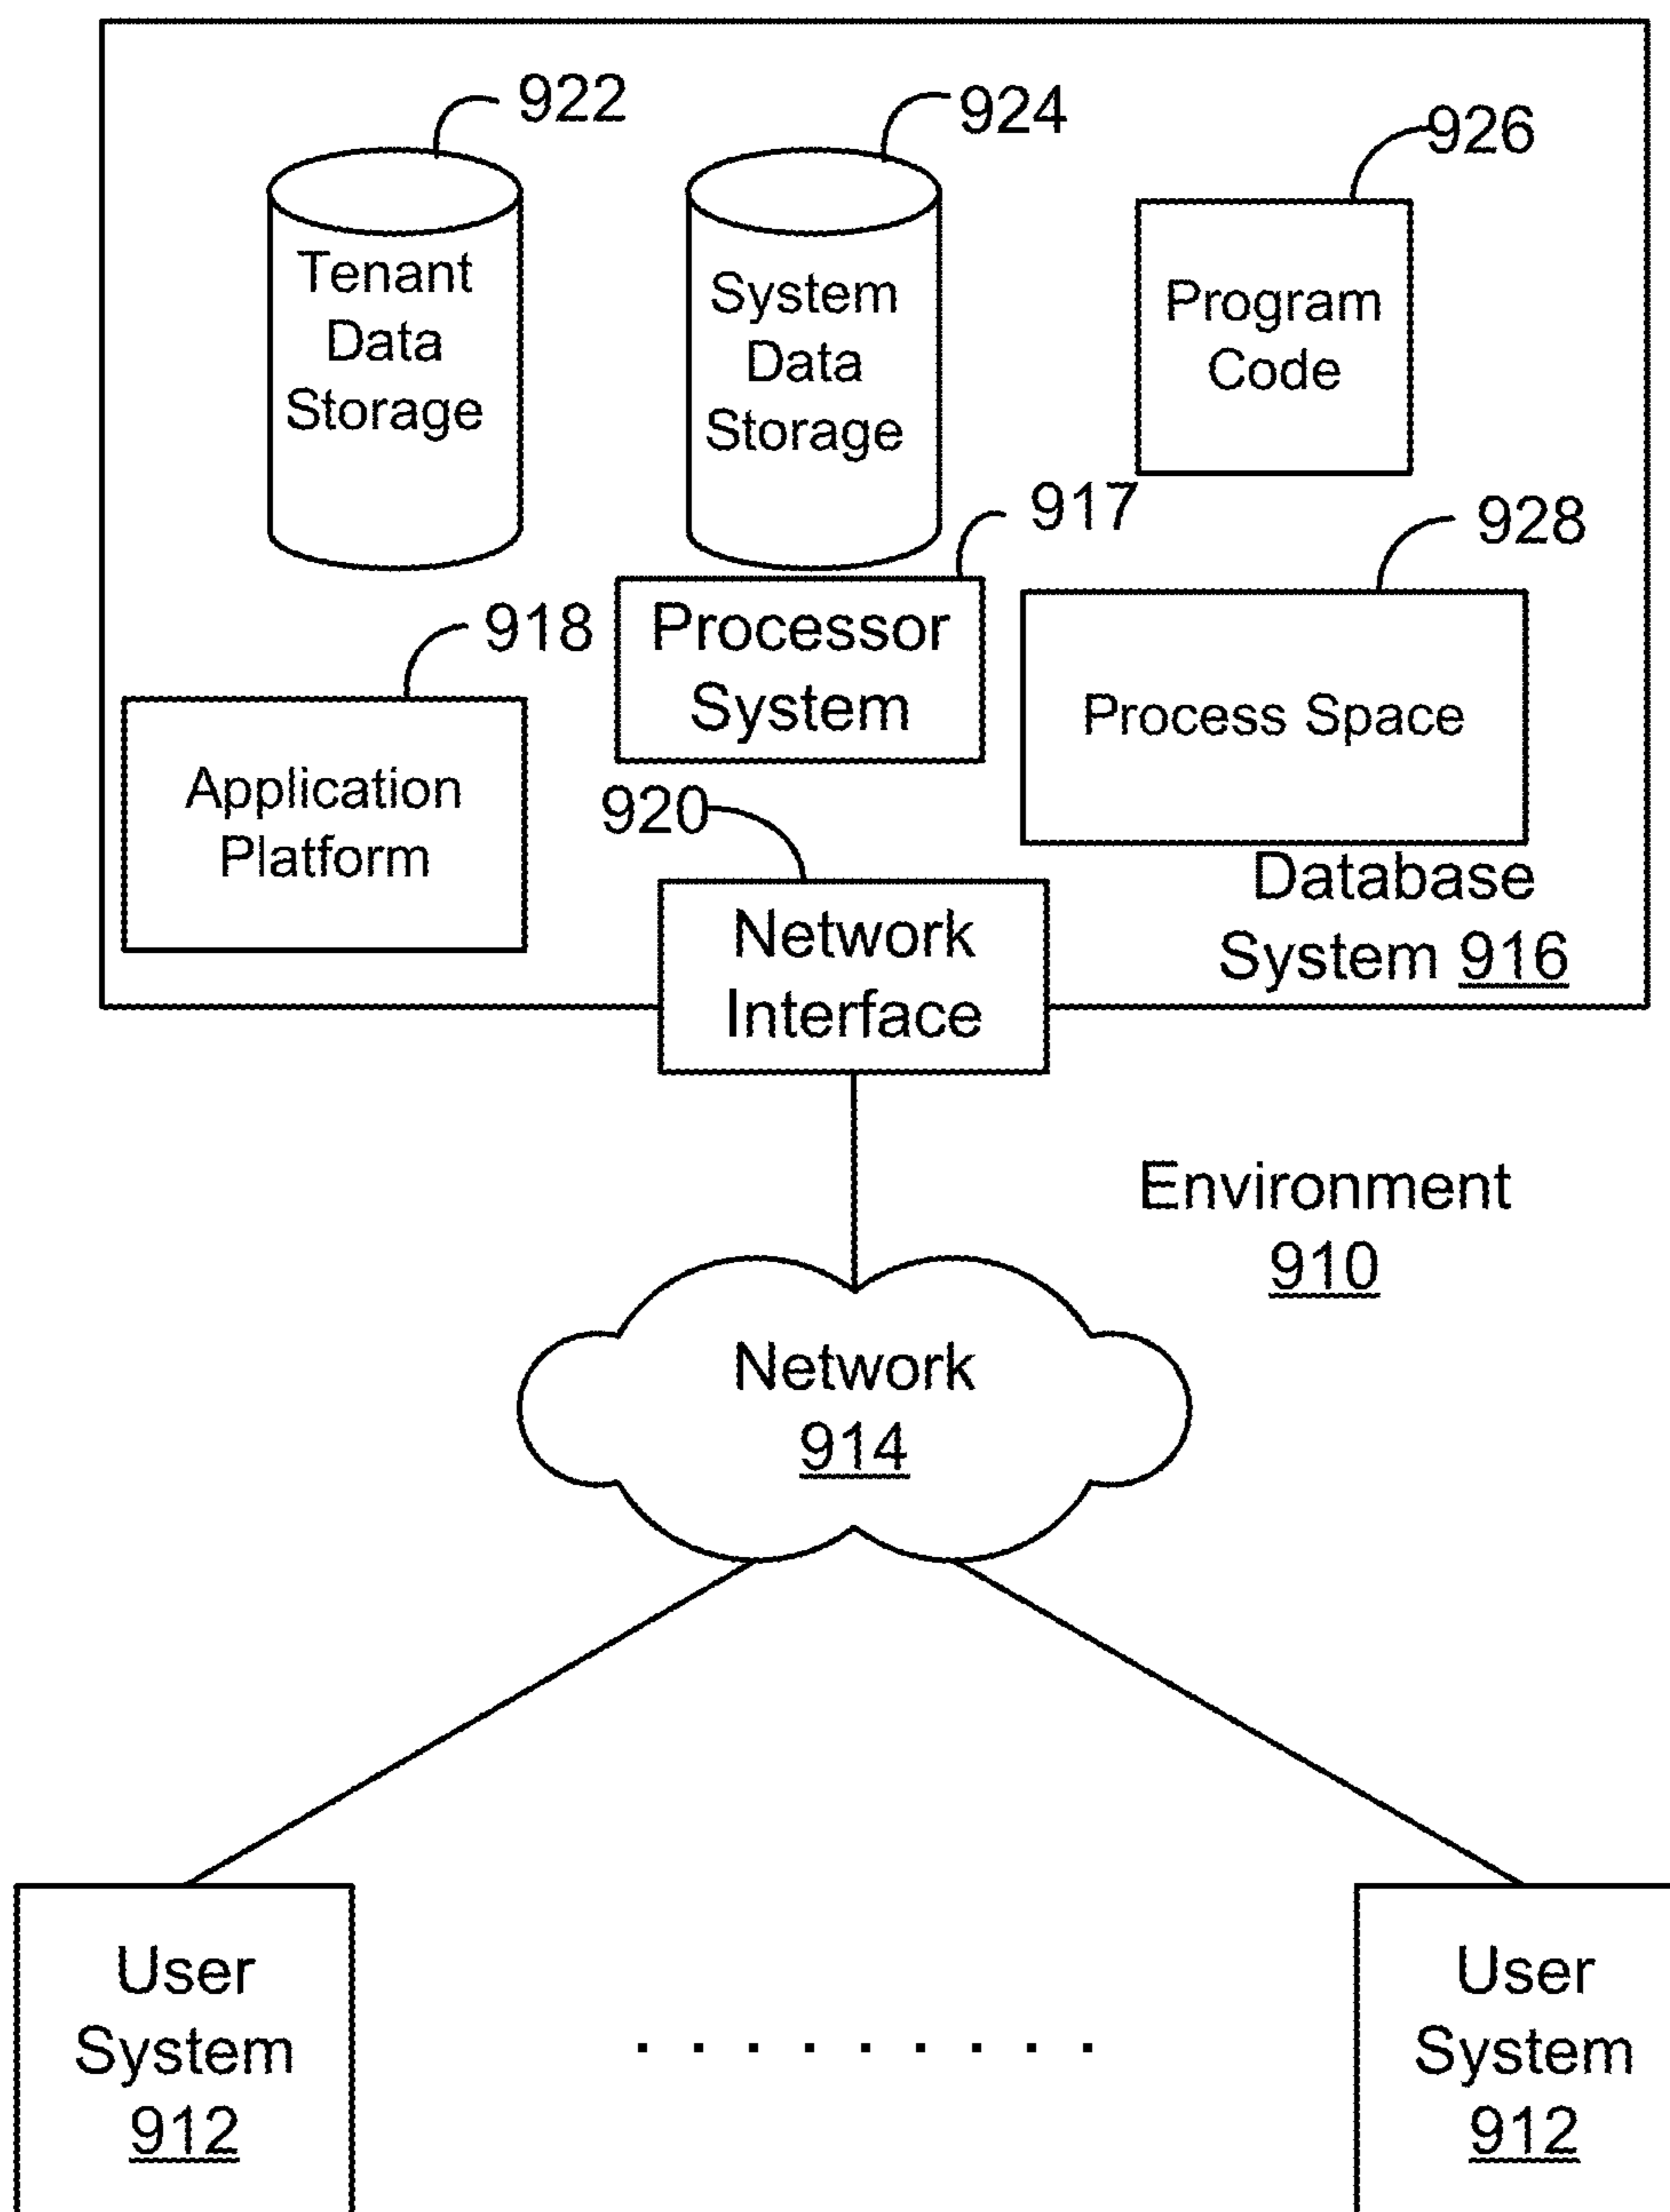 922
924
926
Tenant
Data
Storage
System
Data
Storage
Program
Code
917
928
918
Processor
System
Process Space
Application
Platform
920
Network
Interface
Database
System 916
Environment
910
Network
914
User
System
912
. . . . . . . . .
User
System
912